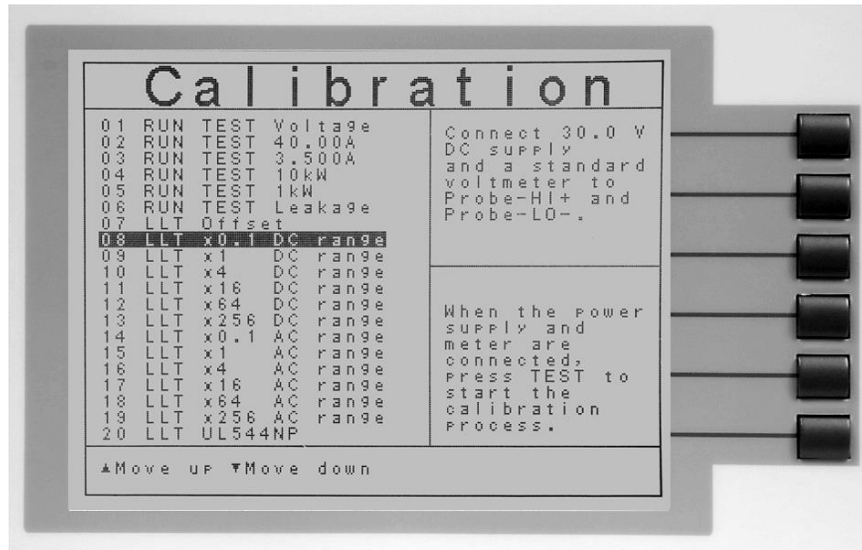 Calibration
01 RUN TEST Voltage
02 RUN TEST 40.00A
03 RUN TEST 3.500A
04 RUN TEST 10kW
05 RUN TEST 1kW
06 RUN TEST Leakage
07 LLT Offset
08 LLT x0.1 DC range
09 LLT x1 DC range
10 LLT x4 DC range
11 LLT x16 DC range
12 LLT x64 DC range
13 LLT x256 DC range
14 LLT x0.1 AC range
15 LLT x1 AC range
16 LLT x4 AC range
17 LLT x16 AC range
18 LLT x64 AC range
19 LLT x256 AC range
20 LLT UL544NP
Connect 30.0 V
DC supply
and a standard
voltmeter to
Probe-HI+ and
Probe-LO-.
When the power
supply and
meter are
connected,
press TEST to
start the
calibration
process.
▲Move up ▼Move down